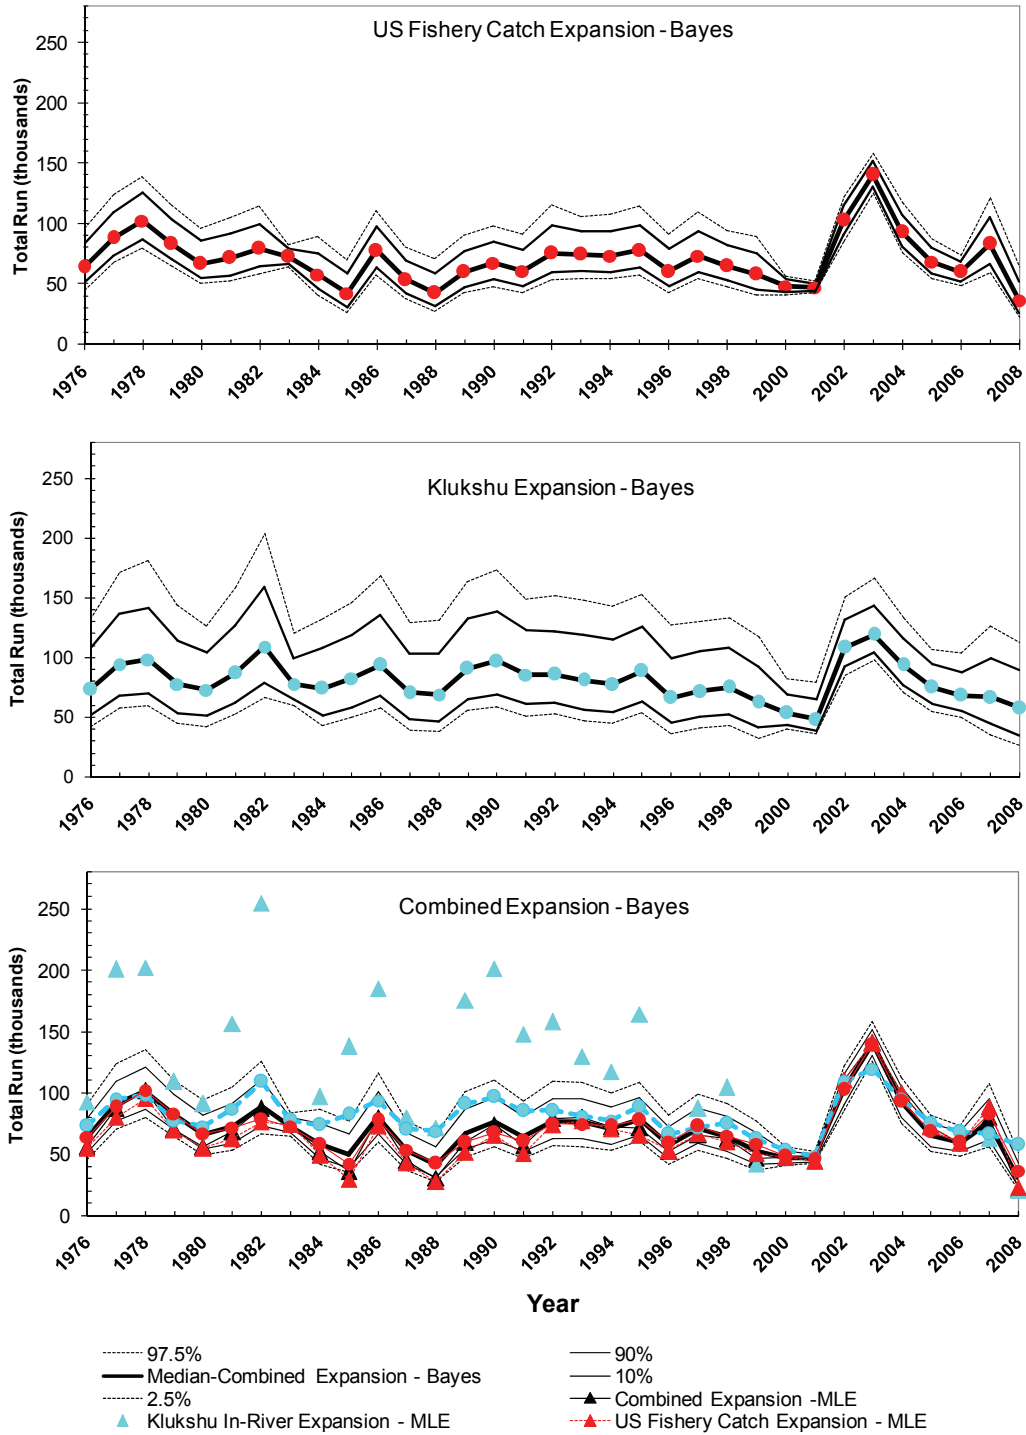 US Fishery Catch Expansion - Bayes
Total Run (thousands)
250
200
150
100
50
0
1976 1978 1980 1982 1984 1986 1988 1990 1992 1994 1996 1998 2000 2002 2004 2006 2008
Klukshu Expansion - Bayes
Total Run (thousands)
250
200
150
100
50
0
1976 1978 1980 1982 1984 1986 1988 1990 1992 1994 1996 1998 2000 2002 2004 2006 2008
Combined Expansion - Bayes
Total Run (thousands)
250
200
150
100
50
0
1976 1978 1980 1982 1984 1986 1988 1990 1992 1994 1996 1998 2000 2002 2004 2006 2008
Year
97.5%
90%
Median-Combined Expansion - Bayes
10%
2.5%
Combined Expansion -MLE
Klukshu In-River Expansion - MLE
US Fishery Catch Expansion - MLE